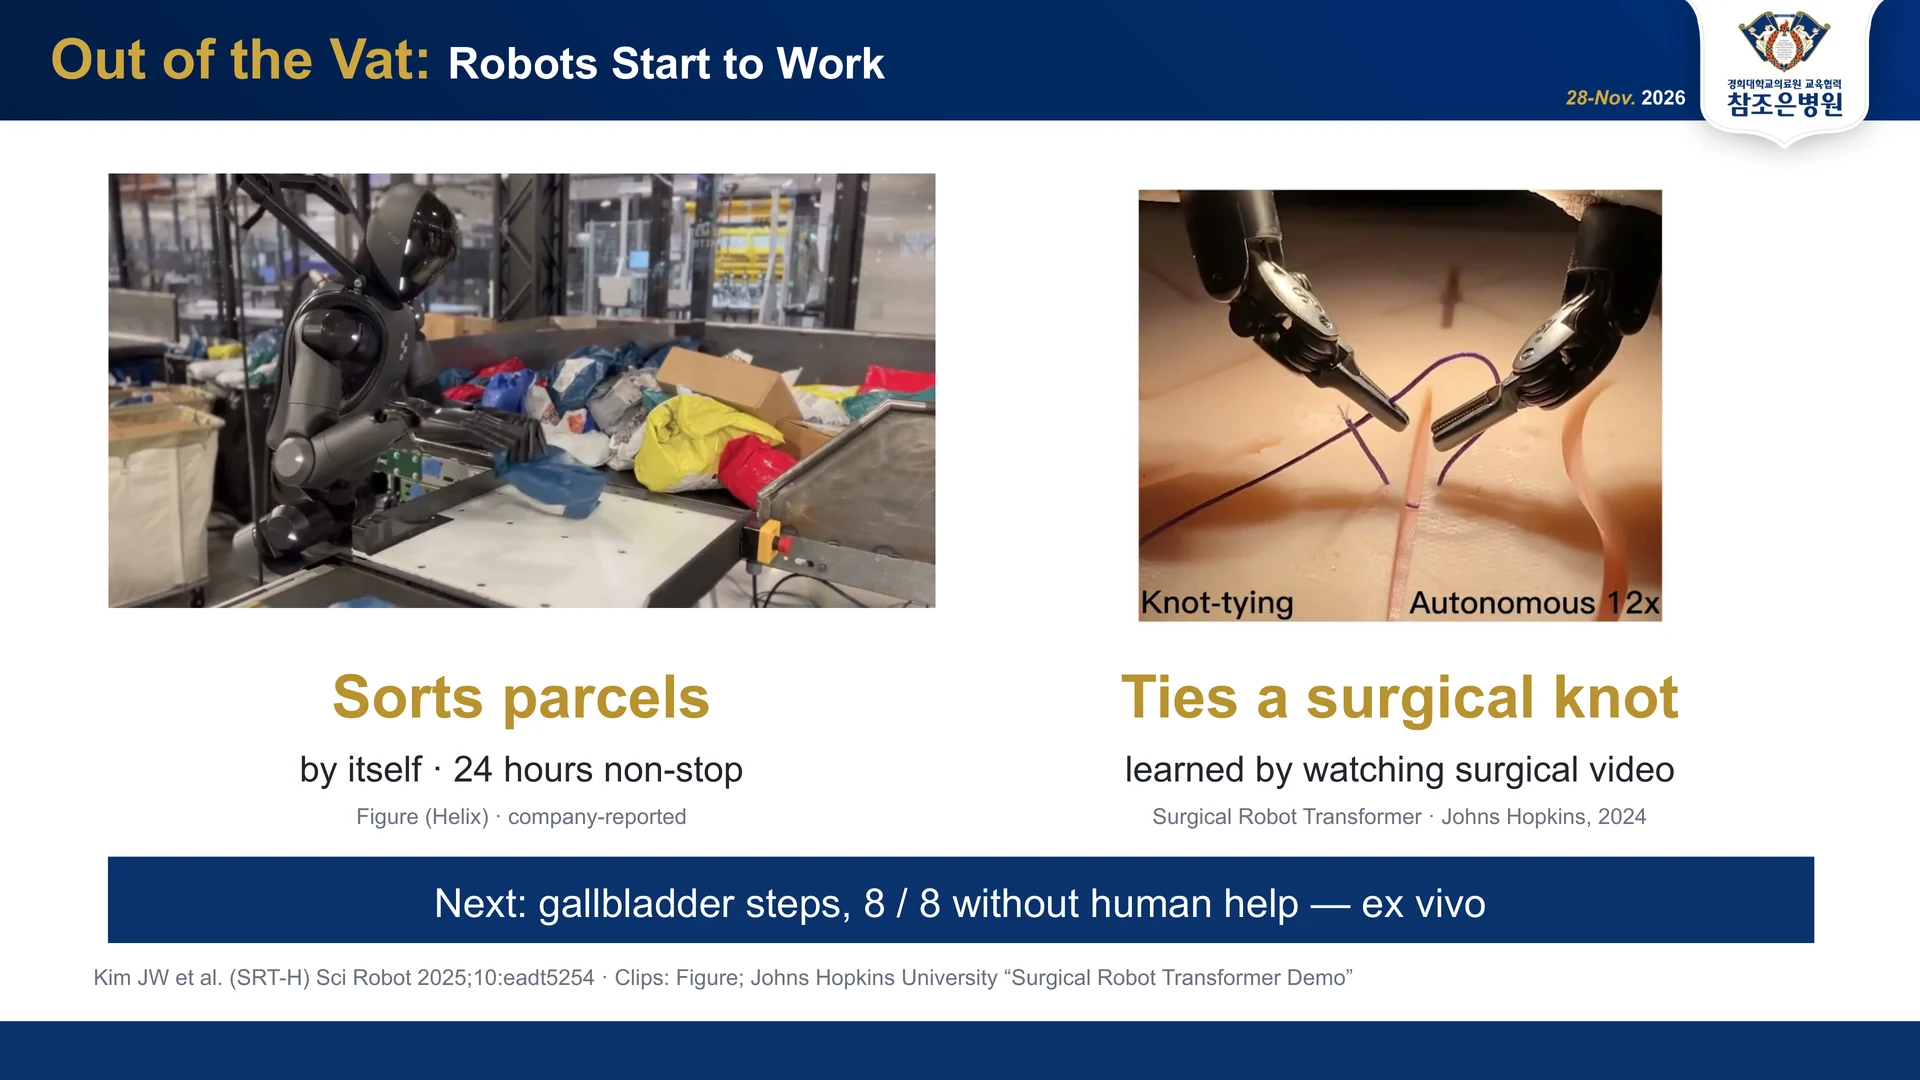 Out of the Vat: Robots Start to Work
28-Nov. 2026
경희대학교의료원 교육협력
참조은병원
Knot-tying
Autonomous 12x
Sorts parcels
by itself · 24 hours non-stop
Figure (Helix) · company-reported
Ties a surgical knot
learned by watching surgical video
Surgical Robot Transformer · Johns Hopkins, 2024
Next: gallbladder steps, 8 / 8 without human help — ex vivo
Kim JW et al. (SRT-H) Sci Robot 2025;10:eadt5254 · Clips: Figure; Johns Hopkins University “Surgical Robot Transformer Demo”